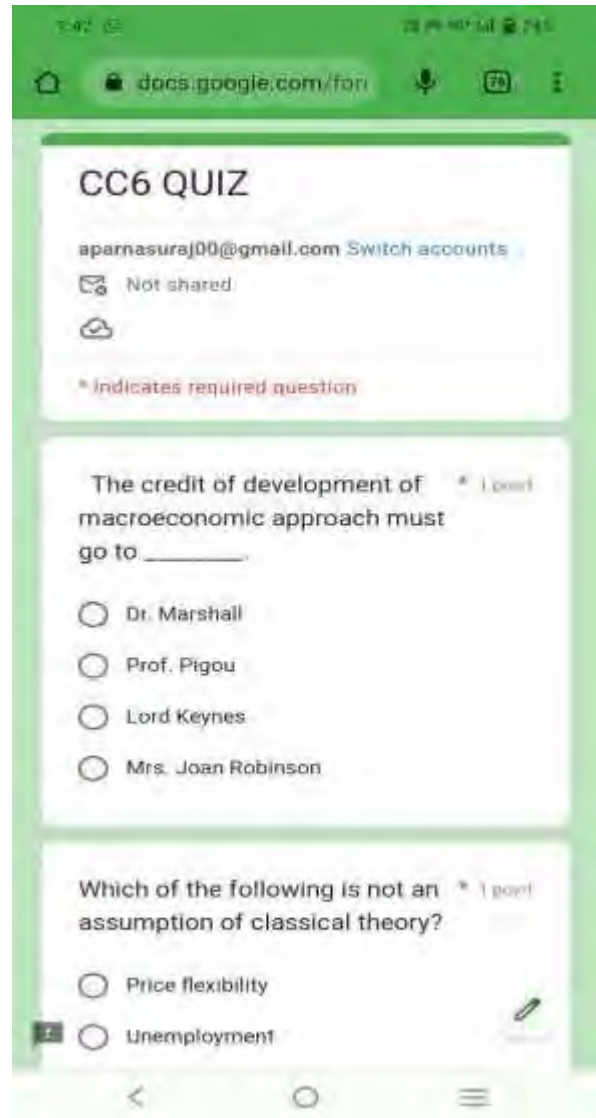 docs.google.com/fon
CC6 QUIZ
aparnasuraj00@gmail.com Switch accounts
Not shared
* Indicates required question
The credit of development of * 1 point
macroeconomic approach must
go to ________.
Dr. Marshall
Prof. Pigou
Lord Keynes
Mrs. Joan Robinson
Which of the following is not an * 1 point
assumption of classical theory?
Price flexibility
Unemployment